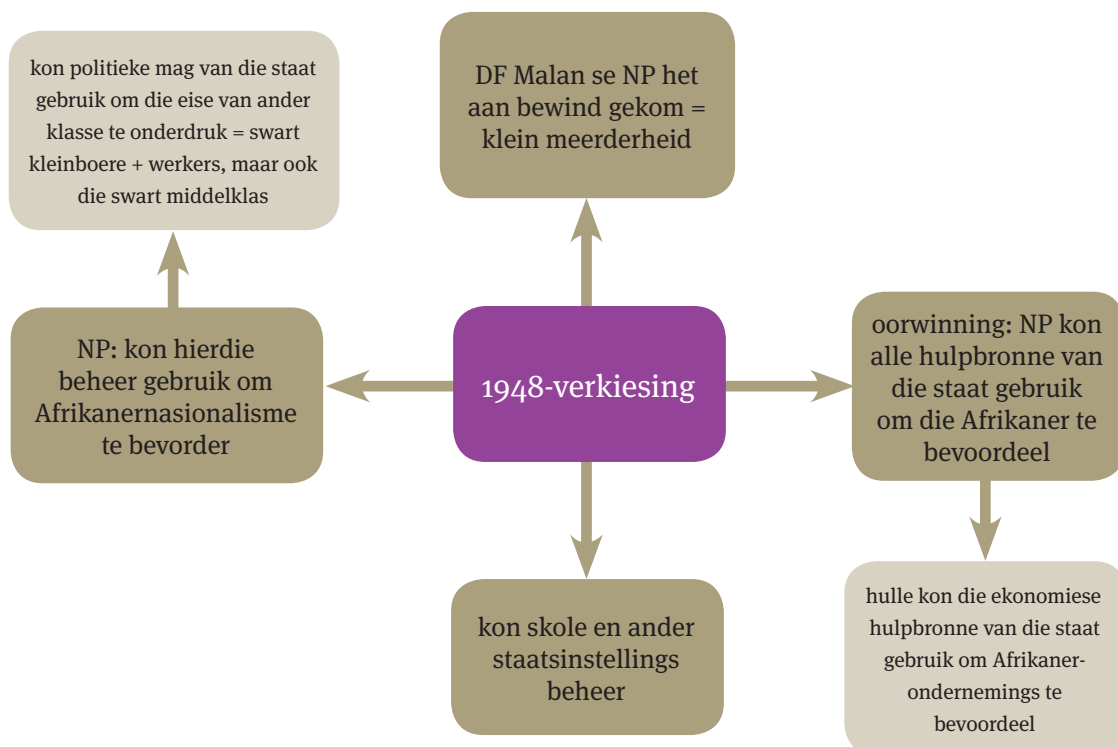 kon politieke mag van die staat
gebruik om die eise van ander
klasse te onderdruk = swart
kleinboere + werkers, maar ook
die swart middelklas
DF Malan se NP het
aan bewind gekom =
klein meerderheid
NP: kon hierdie
beheer gebruik om
Afrikanernasionalisme
te bevorder
1948-verkiesing
oorwinning: NP kon
alle hulpbronne van
die staat gebruik
om die Afrikaner te
bevoordeel
kon skole en ander
staatsinstellings
beheer
hulle kon die ekonomiese
hulpbronne van die staat
gebruik om Afrikaner-
ondernemings te
bevoordeel